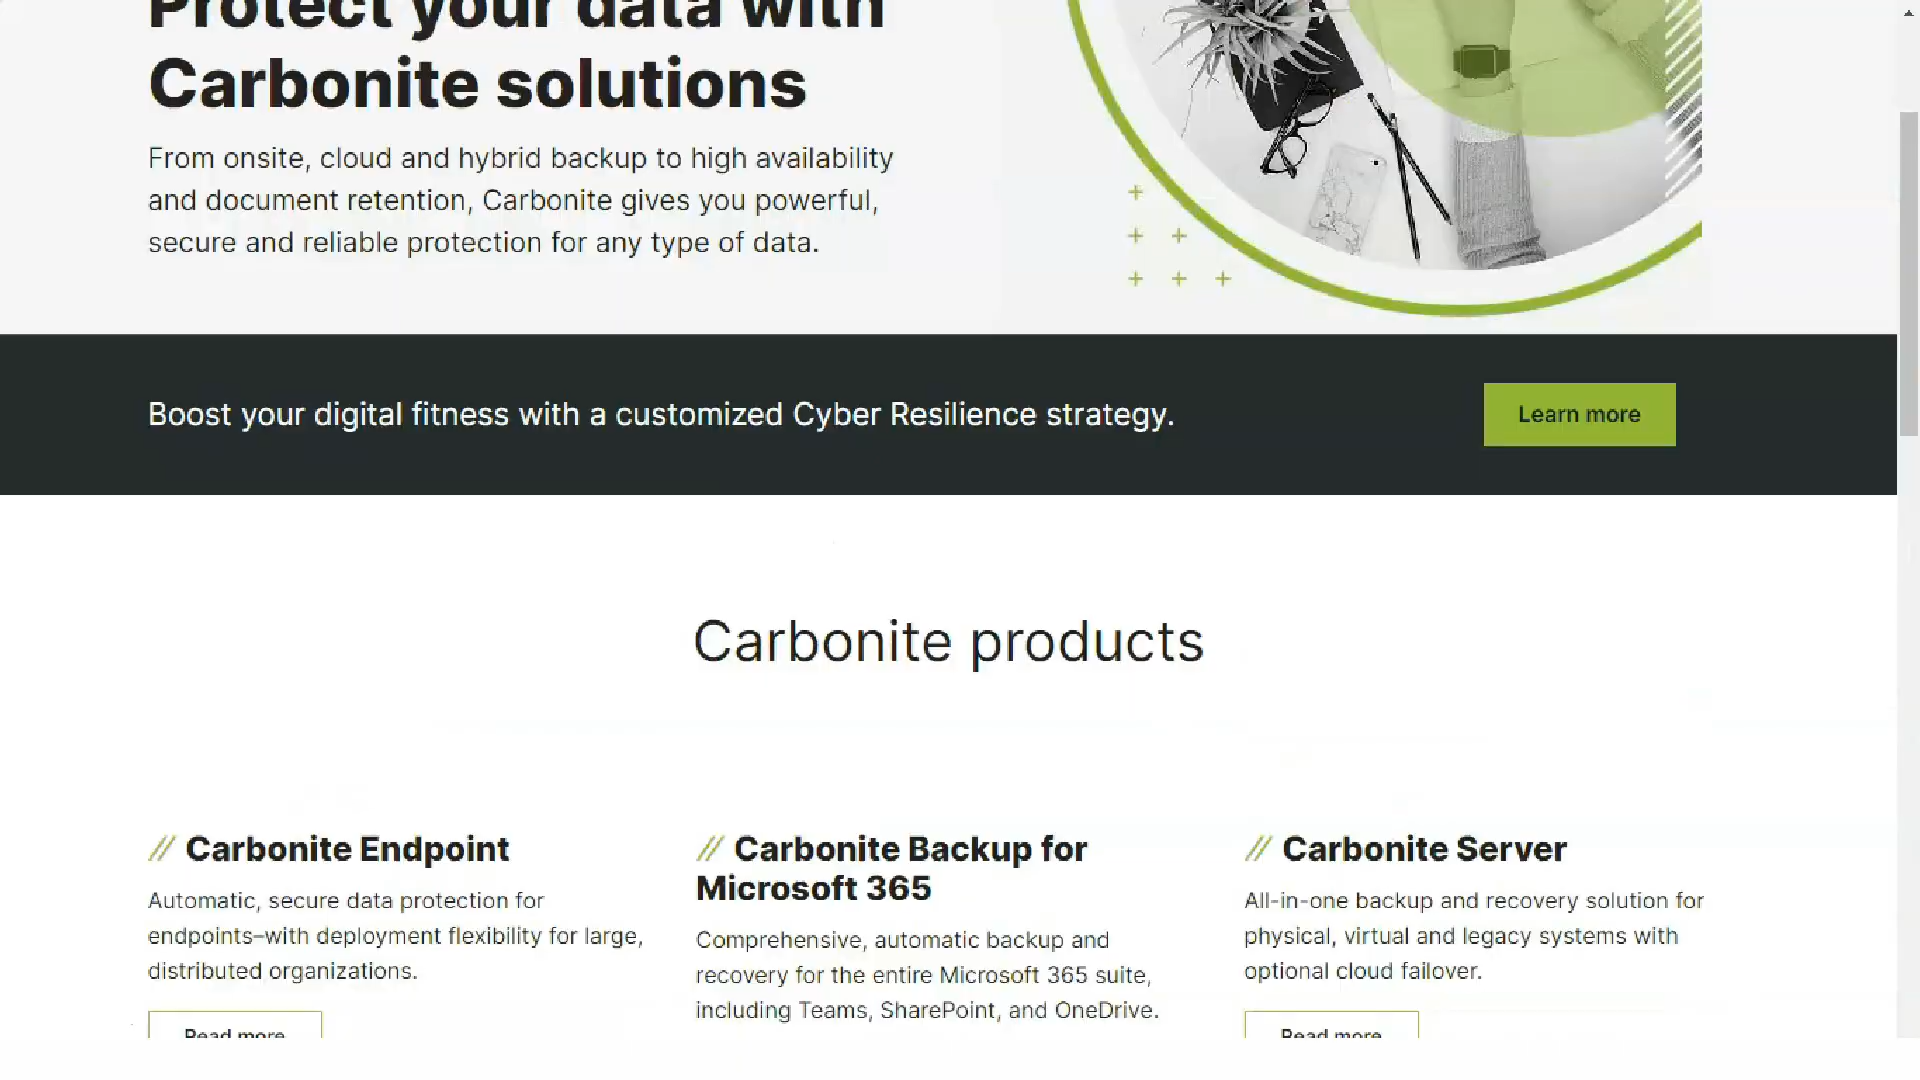 Protect your data with
Carbonite solutions
From onsite, cloud and hybrid backup to high availability
and document retention, Carbonite gives you powerful,
secure and reliable protection for any type of data.
Boost your digital fitness with a customized Cyber Resilience strategy.
Learn more
Carbonite products
// Carbonite Endpoint
Automatic, secure data protection for
endpoints–with deployment flexibility for large,
distributed organizations.
Read more
// Carbonite Backup for
Microsoft 365
Comprehensive, automatic backup and
recovery for the entire Microsoft 365 suite,
including Teams, SharePoint, and OneDrive.
// Carbonite Server
All-in-one backup and recovery solution for
physical, virtual and legacy systems with
optional cloud failover.
Read more